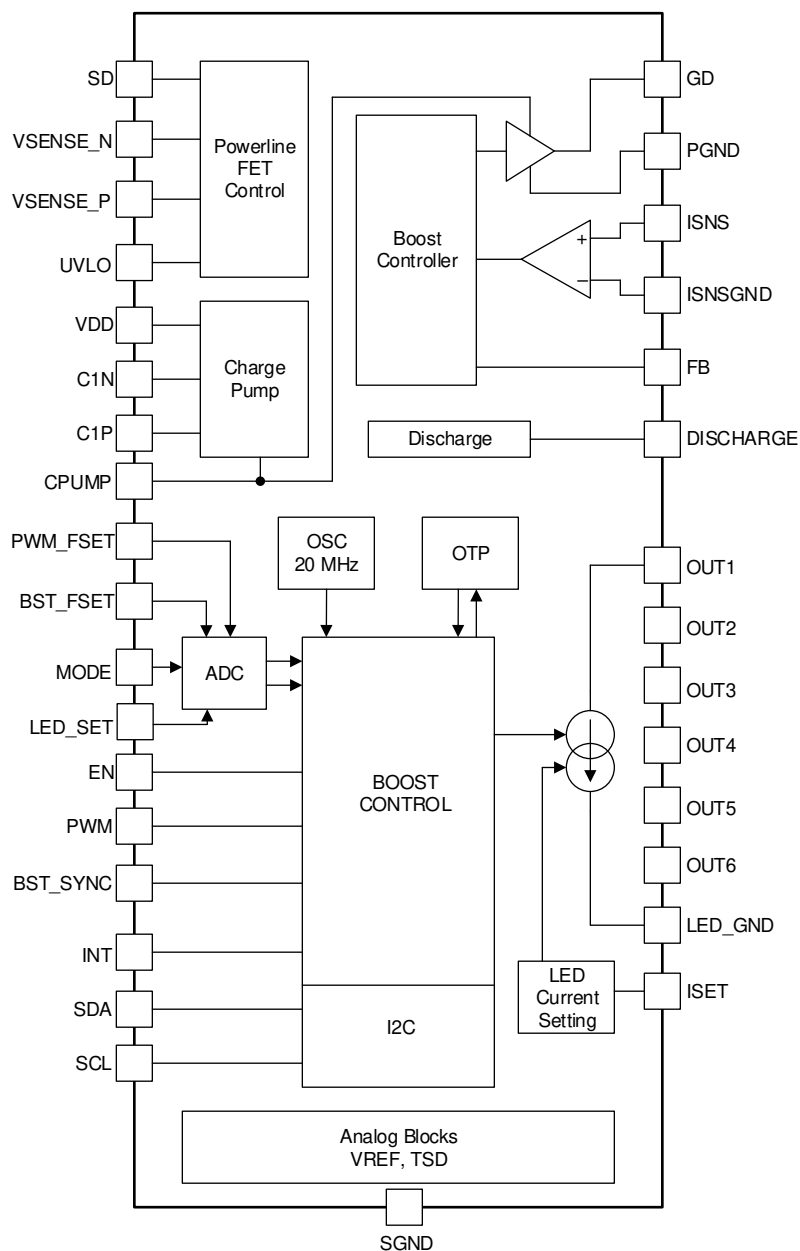 SD
VSENSE_N
VSENSE_P
UVLO
Powerline
FET
Control
VDD
C1N
C1P
CPUMP
Charge
Pump
Boost
Controller
+
−
GD
PGND
ISNS
ISNSGND
FB
Discharge
DISCHARGE
PWM_FSET
BST_FSET
MODE
LED_SET
ADC
OSC
20 MHz
OTP
EN
PWM
BST_SYNC
INT
SDA
SCL
BOOST
CONTROL
I2C
OUT1
OUT2
OUT3
OUT4
OUT5
OUT6
LED_GND
LED
Current
Setting
ISET
Analog Blocks
VREF, TSD
SGND